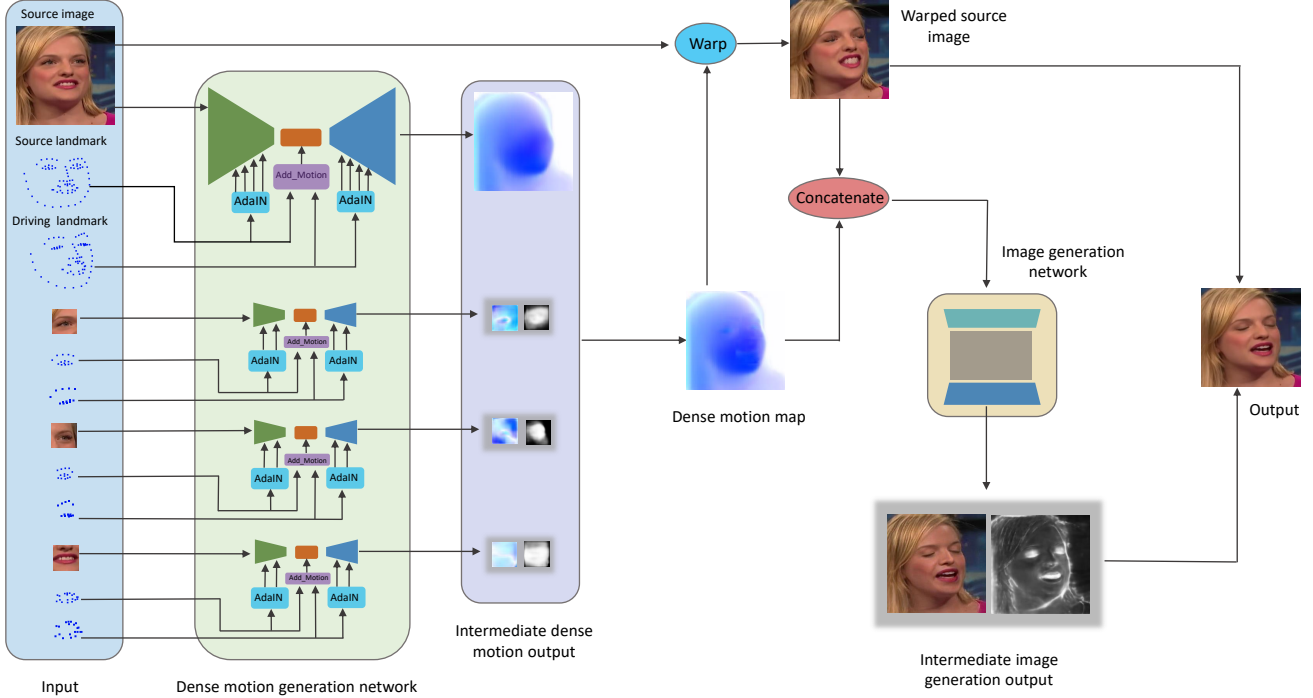 Source image
Source landmark
Driving landmark
Input
AdaIN
Add_Motion
AdaIN
AdaIN
Add_Motion
AdaIN
AdaIN
Add_Motion
AdaIN
AdaIN
Add_Motion
AdaIN
Dense motion generation network
Intermediate dense
motion output
Warp
Warped source
image
Concatenate
Dense motion map
Image generation
network
Intermediate image
generation output
Output